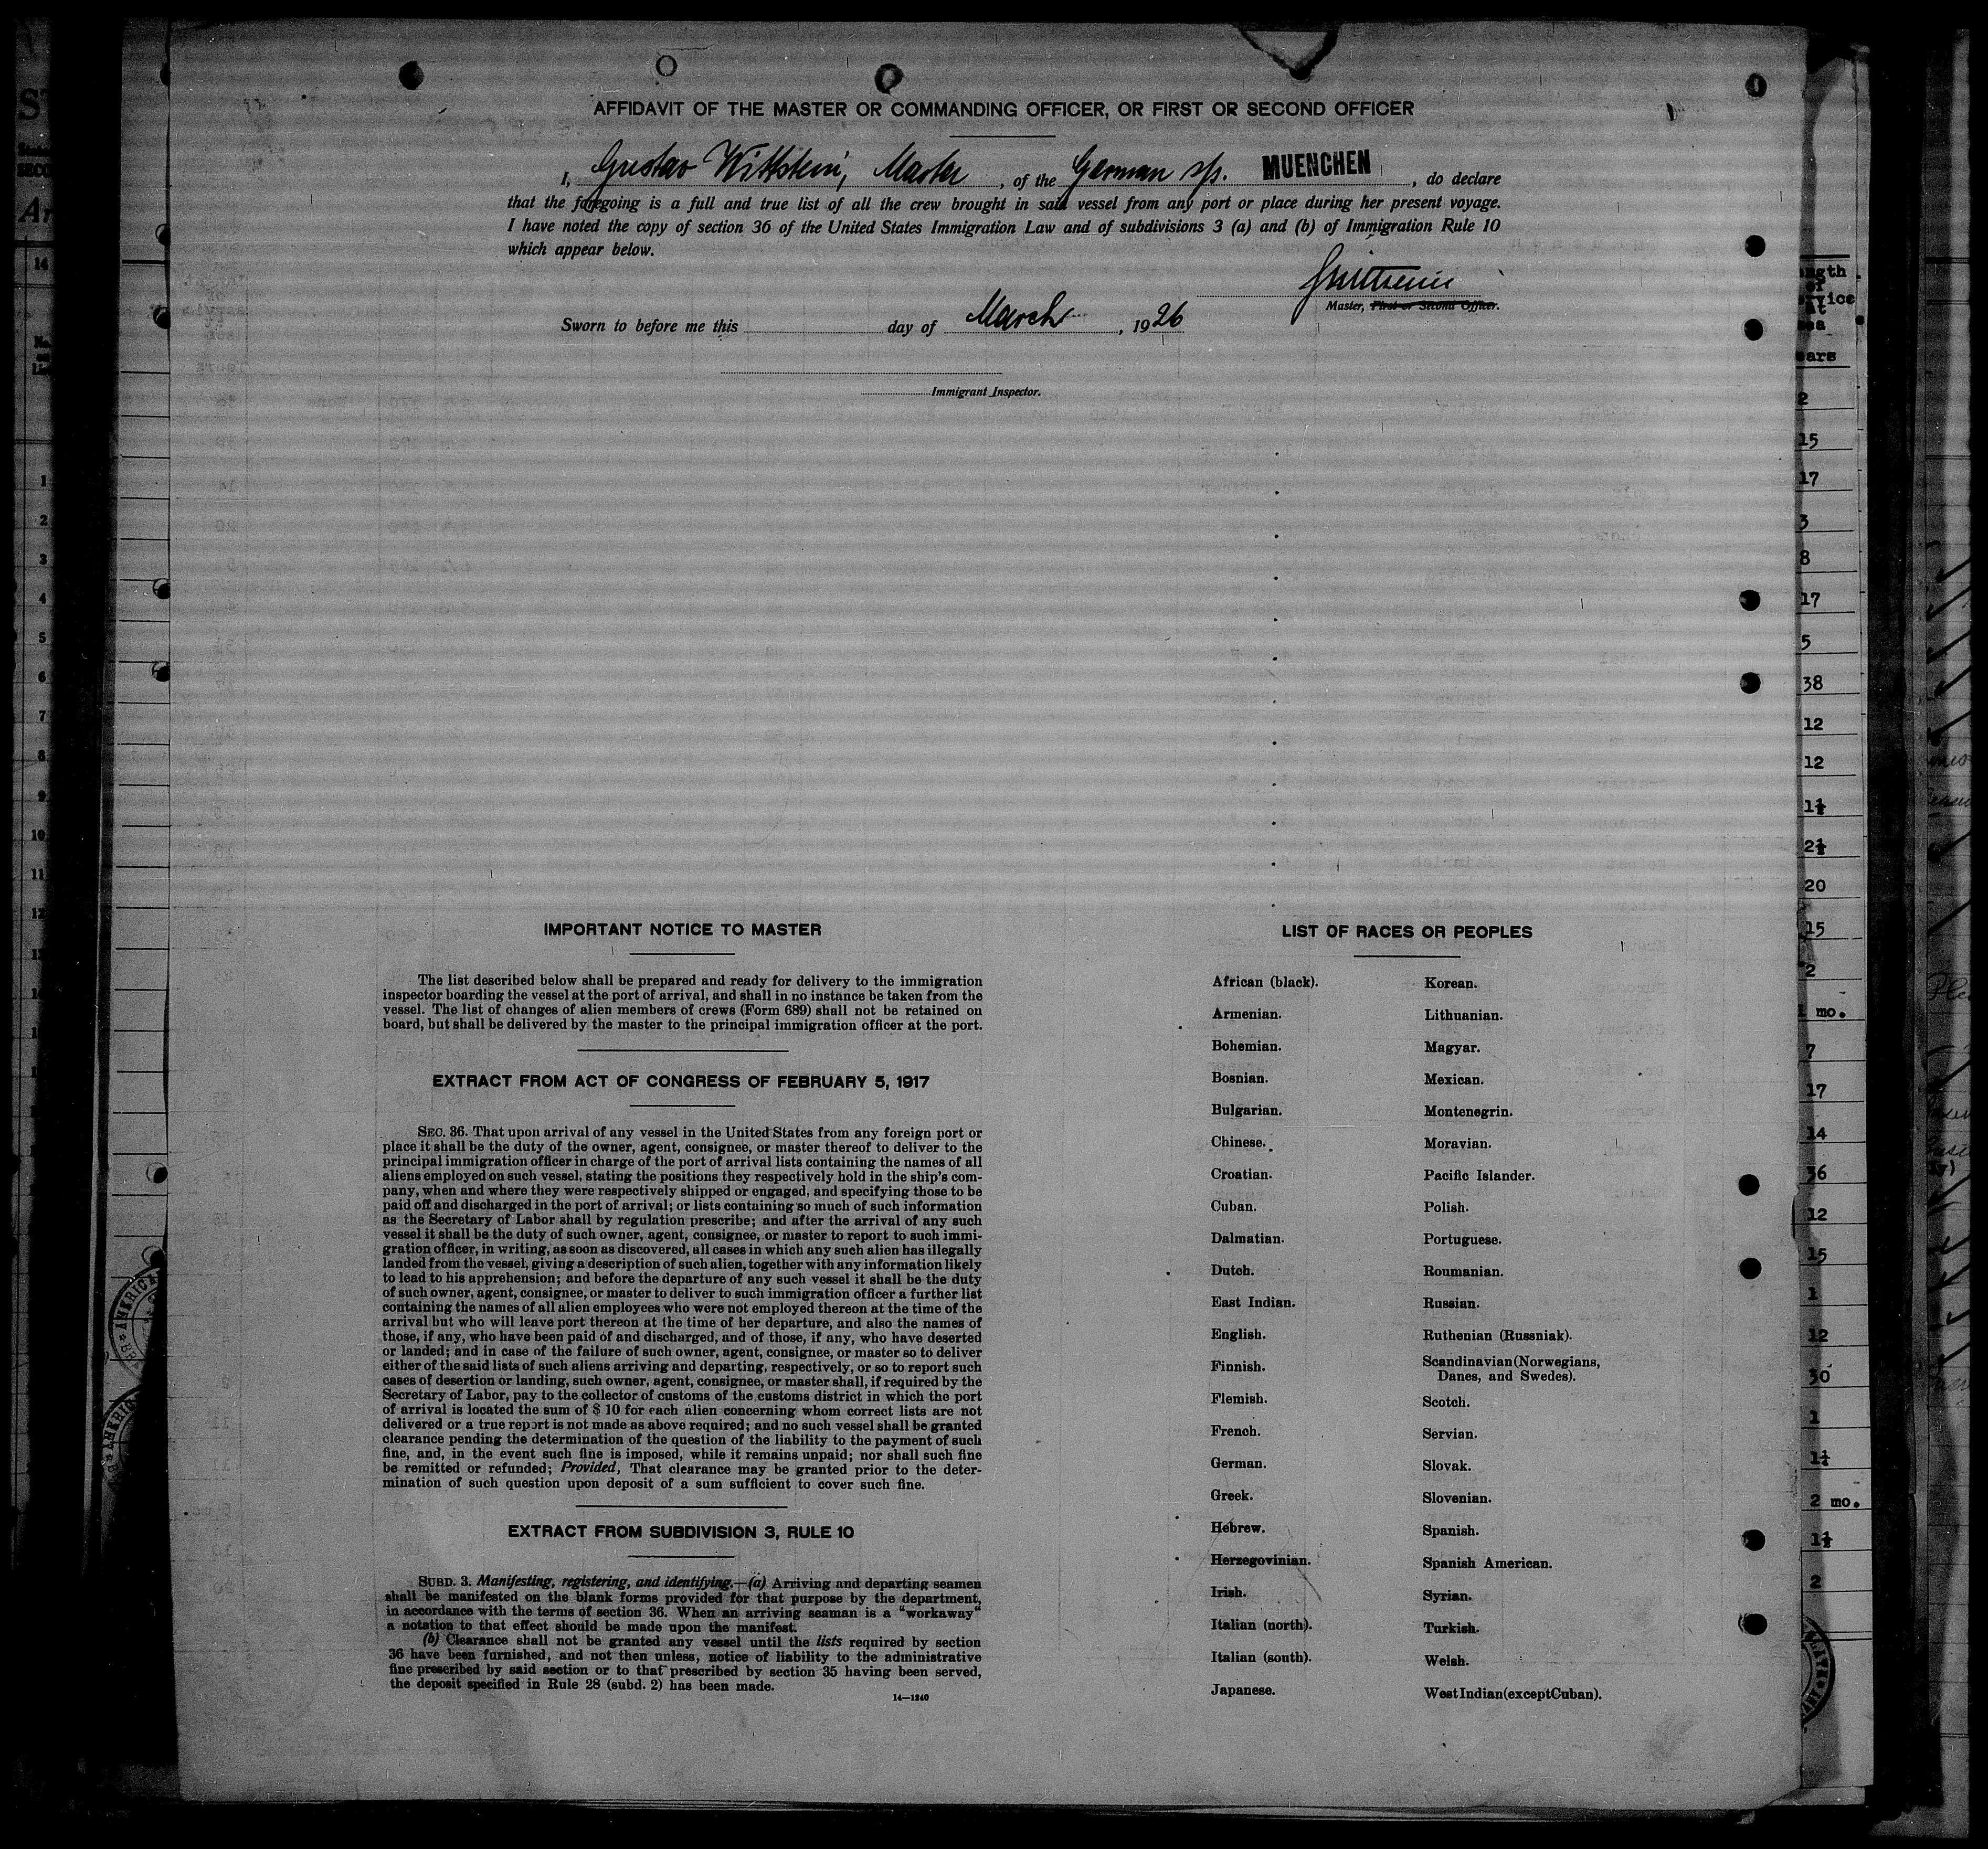 AFFIDAVIT OF THE MASTER OR COMMANDING OFFICER, OR FIRST OR SECOND OFFICER
I, Gustav Wittstein, Master, of the German s/s. MUENCHEN, do declare
that the foregoing is a full and true list of all the crew brought in said vessel from any port or place during her present voyage.
I have noted the copy of section 36 of the United States Immigration Law and of subdivisions 3 (a) and (b) of Immigration Rule 10
which appear below.
GWittstein
Master, First or Second Officer.
Sworn to before me this day of March, 1926
Immigrant Inspector.
IMPORTANT NOTICE TO MASTER
The list described below shall be prepared and ready for delivery to the immigration
inspector boarding the vessel at the port of arrival, and shall in no instance be taken from the
vessel. The list of changes of alien members of crews (Form 689) shall not be retained on
board, but shall be delivered by the master to the principal immigration officer at the port.
EXTRACT FROM ACT OF CONGRESS OF FEBRUARY 5, 1917
SEC. 36. That upon arrival of any vessel in the United States from any foreign port or
place it shall be the duty of the owner, agent, consignee, or master thereof to deliver to the
principal immigration officer in charge of the port of arrival lists containing the names of all
aliens employed on such vessel, stating the positions they respectively hold in the ship's com-
pany, when and where they were respectively shipped or engaged, and specifying those to be
paid off and discharged in the port of arrival; or lists containing so much of such information
as the Secretary of Labor shall by regulation prescribe; and after the arrival of any such
vessel it shall be the duty of such owner, agent, consignee, or master to report to such immi-
gration officer, in writing, as soon as discovered, all cases in which any such alien has illegally
landed from the vessel, giving a description of such alien, together with any information likely
to lead to his apprehension; and before the departure of any such vessel it shall be the duty
of such owner, agent, consignee, or master to deliver to such immigration officer a further list
containing the names of all alien employees who were not employed thereon at the time of the
arrival but who will leave port thereon at the time of her departure, and also the names of
those, if any, who have been paid of and discharged, and of those, if any, who have deserted
or landed; and in case of the failure of such owner, agent, consignee, or master so to deliver
either of the said lists of such aliens arriving and departing, respectively, or so to report such
cases of desertion or landing, such owner, agent, consignee, or master shall, if required by the
Secretary of Labor, pay to the collector of customs of the customs district in which the port
of arrival is located the sum of $ 10 for each alien concerning whom correct lists are not
delivered or a true report is not made as above required; and no such vessel shall be granted
clearance pending the determination of the question of the liability to the payment of such
fine, and, in the event such fine is imposed, while it remains unpaid; nor shall such fine
be remitted or refunded; Provided, That clearance may be granted prior to the deter-
mination of such question upon deposit of a sum sufficient to cover such fine.
EXTRACT FROM SUBDIVISION 3, RULE 10
SUBD. 3. Manifesting, registering, and identifying.—(a) Arriving and departing seamen
shall be manifested on the blank forms provided for that purpose by the department,
in accordance with the terms of section 36. When an arriving seaman is a "workaway"
a notation to that effect should be made upon the manifest.
(b) Clearance shall not be granted any vessel until the lists required by section
36 have been furnished, and not then unless, notice of liability to the administrative
fine prescribed by said section or to that prescribed by section 35 having been served,
the deposit specified in Rule 28 (subd. 2) has been made.
14—1240
LIST OF RACES OR PEOPLES
African (black).
Armenian.
Bohemian.
Bosnian.
Bulgarian.
Chinese.
Croatian.
Cuban.
Dalmatian.
Dutch.
East Indian.
English.
Finnish.
Flemish.
French.
German.
Greek.
Hebrew.
Herzegovinian.
Irish.
Italian (north).
Italian (south).
Japanese.
Korean.
Lithuanian.
Magyar.
Mexican.
Montenegrin.
Moravian.
Pacific Islander.
Polish.
Portuguese.
Roumanian.
Russian.
Ruthenian (Russniak).
Scandinavian (Norwegians,
Danes, and Swedes).
Scotch.
Servian.
Slovak.
Slovenian.
Spanish.
Spanish American.
Syrian.
Turkish.
Welsh.
West Indian (except Cuban).